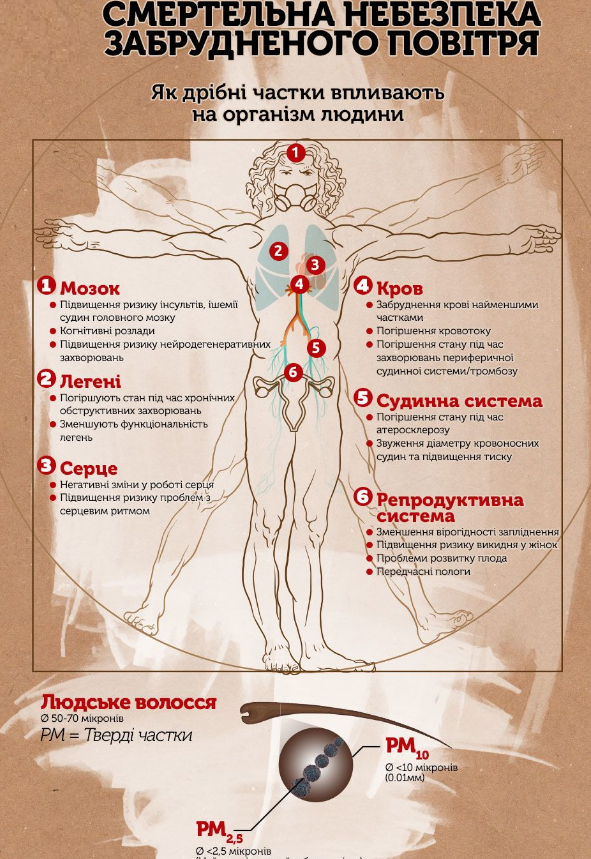 СМЕРТЕЛЬНА НЕБЕЗПЕКА
ЗАБРУДНЕНОГО ПОВІТРЯ
Як дрібні частки впливають
на організм людини
1
2
3
4
5
6
1 Мозок
Підвищення ризику інсультів, ішемії
судин головного мозку
Когнітивні розлади
Підвищення ризику нейродегенеративних
захворювань
2 Легені
Погіршують стан під час хронічних
обструктивних захворювань
Зменшують функціональність
легень
3 Серце
Негативні зміни у роботі серця
Підвищення ризику проблем з
серцевим ритмом
4 Кров
Забруднення крові найменшими
частками
Погіршення кровотоку
Погіршення стану під час
захворювань периферичної
судинної системи/тромбозу
5 Судинна система
Погіршення стану під час
атеросклерозу
Звуження діаметру кровоносних
судин та підвищення тиску
6 Репродуктивна
система
Зменшення вірогідності запліднення
Підвищення ризику викидня у жінок
Проблеми розвитку плода
Передчасні пологи
Людське волосся
Ø 50-70 мікронів
PM = Тверді частки
PM10
Ø <10 мікронів
(0.01мм)
PM2,5
Ø <2,5 мікронів